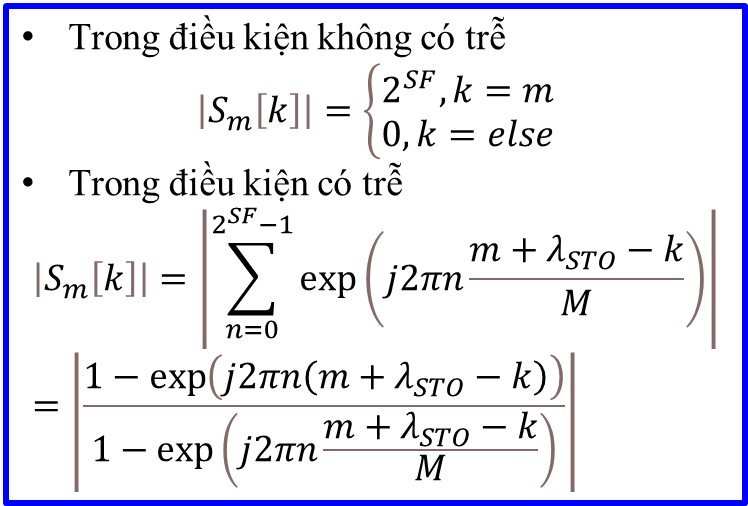 • Trong điều kiện không có trễ
|S_m[k]| = { 2^{SF}, k = m
0, k = else
• Trong điều kiện có trễ
|S_m[k]| = | ∑_{n=0}^{2^{SF}−1} exp(j2πn (m + λ_{STO} − k)/M) |
= | (1 − exp(j2πn(m + λ_{STO} − k))) / (1 − exp(j2πn (m + λ_{STO} − k)/M)) |